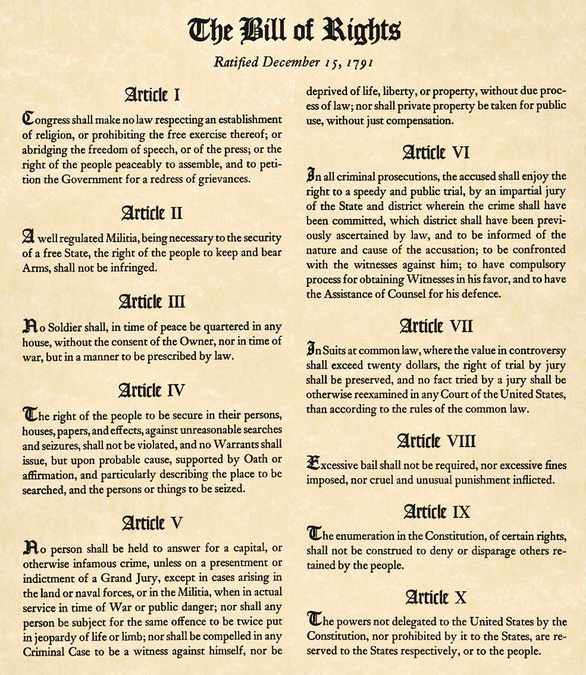 The Bill of Rights
Ratified December 15, 1791
Article I
Congress shall make no law respecting an establishment
of religion, or prohibiting the free exercise thereof; or
abridging the freedom of speech, or of the press; or the
right of the people peaceably to assemble, and to peti-
tion the Government for a redress of grievances.
Article II
A well regulated Militia, being necessary to the security
of a free State, the right of the people to keep and bear
Arms, shall not be infringed.
Article III
No Soldier shall, in time of peace be quartered in any
house, without the consent of the Owner, nor in time of
war, but in a manner to be prescribed by law.
Article IV
The right of the people to be secure in their persons,
houses, papers, and effects, against unreasonable searches
and seizures, shall not be violated, and no Warrants shall
issue, but upon probable cause, supported by Oath or
affirmation, and particularly describing the place to be
searched, and the persons or things to be seized.
Article V
No person shall be held to answer for a capital, or
otherwise infamous crime, unless on a presentment or
indictment of a Grand Jury, except in cases arising in
the land or naval forces, or in the Militia, when in actual
service in time of War or public danger; nor shall any
person be subject for the same offence to be twice put
in jeopardy of life or limb; nor shall be compelled in any
Criminal Case to be a witness against himself, nor be
deprived of life, liberty, or property, without due proc-
ess of law; nor shall private property be taken for public
use, without just compensation.
Article VI
In all criminal prosecutions, the accused shall enjoy the
right to a speedy and public trial, by an impartial jury
of the State and district wherein the crime shall have
been committed, which district shall have been previ-
ously ascertained by law, and to be informed of the
nature and cause of the accusation; to be confronted
with the witnesses against him; to have compulsory
process for obtaining Witnesses in his favor, and to have
the Assistance of Counsel for his defence.
Article VII
In Suits at common law, where the value in controversy
shall exceed twenty dollars, the right of trial by jury
shall be preserved, and no fact tried by a jury shall be
otherwise reexamined in any Court of the United States,
than according to the rules of the common law.
Article VIII
Excessive bail shall not be required, nor excessive fines
imposed, nor cruel and unusual punishment inflicted.
Article IX
The enumeration in the Constitution, of certain rights,
shall not be construed to deny or disparage others re-
tained by the people.
Article X
The powers not delegated to the United States by the
Constitution, nor prohibited by it to the States, are re-
served to the States respectively, or to the people.